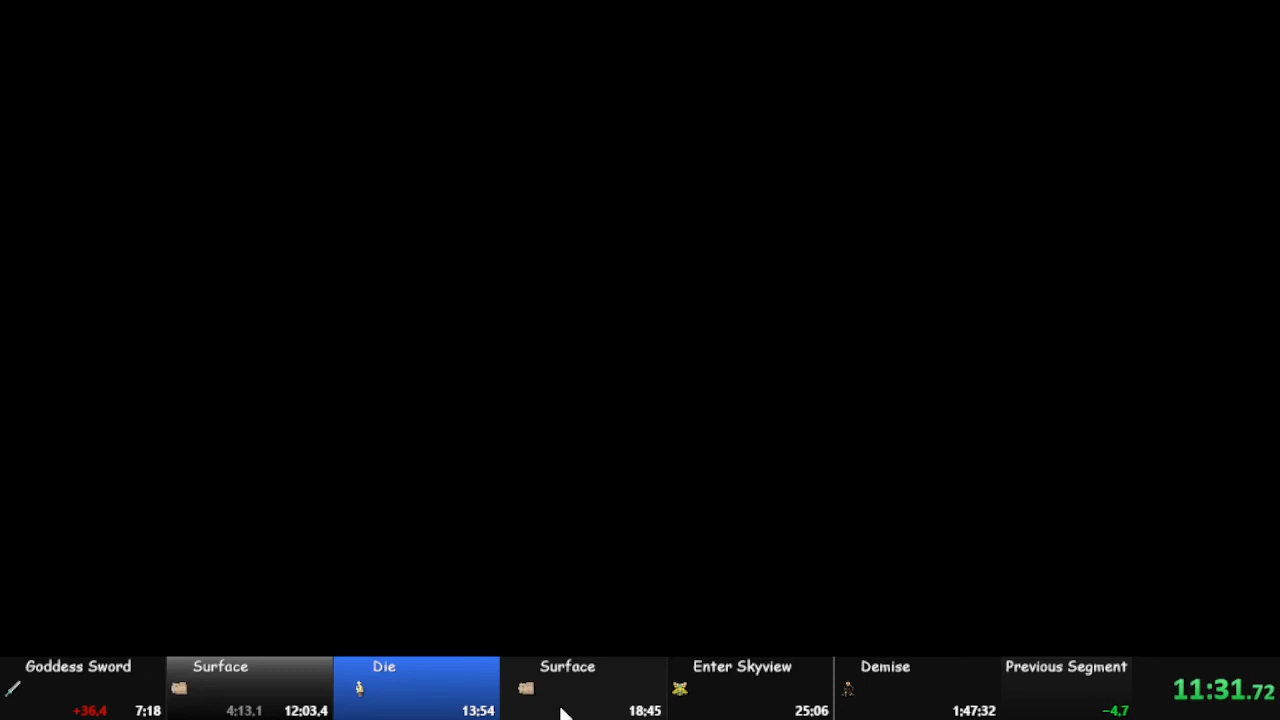 Goddess Sword
+36,4 7;18
Surface
4;13,1 12;03,4
Die
13;54
Surface
18;45
Enter Skyview
25;06
Demise
1;47;32
Previous Segment
−4,7
11:31.72